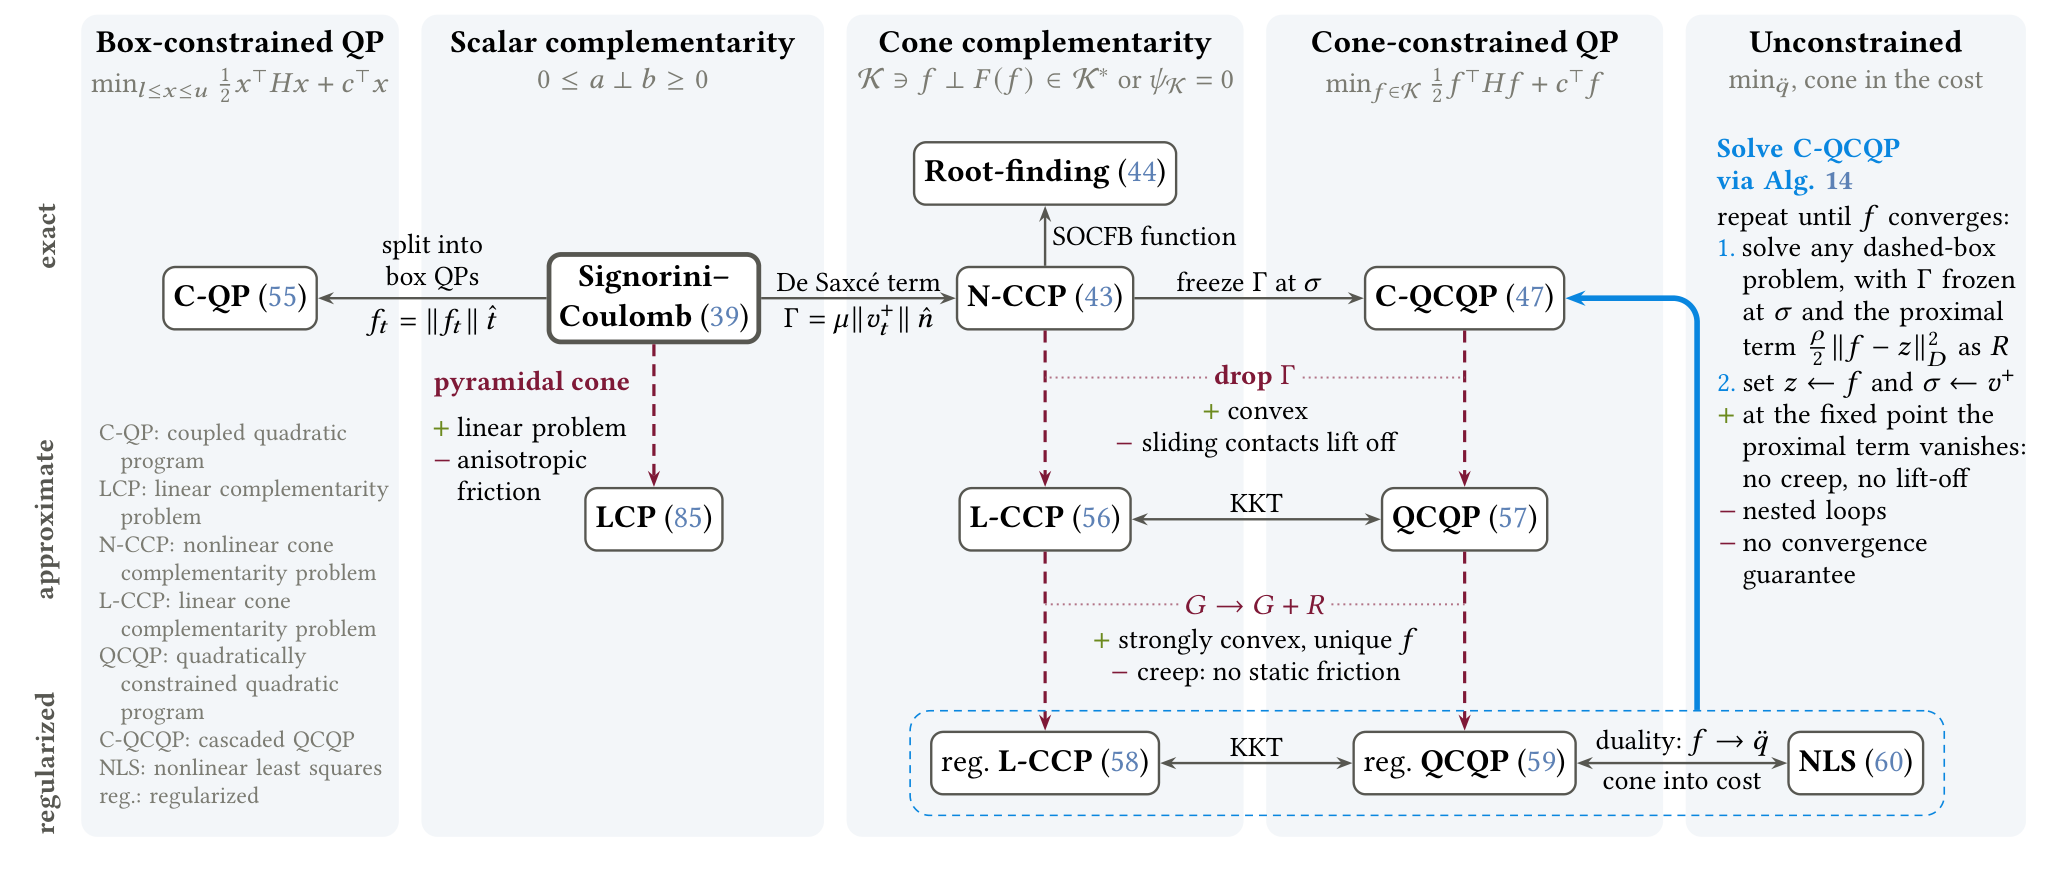 Box-constrained QP
min_{l≤x≤u} ½x⊤Hx + c⊤x
Scalar complementarity
0 ≤ a ⊥ b ≥ 0
Cone complementarity
𝒦 ∋ f ⊥ F(f) ∈ 𝒦* or ψ_𝒦 = 0
Cone-constrained QP
min_{f∈𝒦} ½f⊤Hf + c⊤f
Unconstrained
min_{q̈}, cone in the cost
exact
approximate
regularized
Root-finding (44)
SOCFB function
C-QP (55)
split into
box QPs
f_t = ‖f_t‖ t̂
Signorini–
Coulomb (39)
De Saxcé term
Γ = μ‖v_t^+‖ n̂
N-CCP (43)
freeze Γ at σ
C-QCQP (47)
pyramidal cone
+ linear problem
− anisotropic
friction
LCP (85)
drop Γ
+ convex
− sliding contacts lift off
L-CCP (56)
KKT
QCQP (57)
G → G + R
+ strongly convex, unique f
− creep: no static friction
reg. L-CCP (58)
KKT
reg. QCQP (59)
duality: f → q̈
cone into cost
NLS (60)
C-QP: coupled quadratic
program
LCP: linear complementarity
problem
N-CCP: nonlinear cone
complementarity problem
L-CCP: linear cone
complementarity problem
QCQP: quadratically
constrained quadratic
program
C-QCQP: cascaded QCQP
NLS: nonlinear least squares
reg.: regularized
Solve C-QCQP
via Alg. 14
repeat until f converges:
1. solve any dashed-box
problem, with Γ frozen
at σ and the proximal
term ρ/2 ‖f − z‖²_D as R
2. set z ← f and σ ← v⁺
+ at the fixed point the
proximal term vanishes:
no creep, no lift-off
− nested loops
− no convergence
guarantee